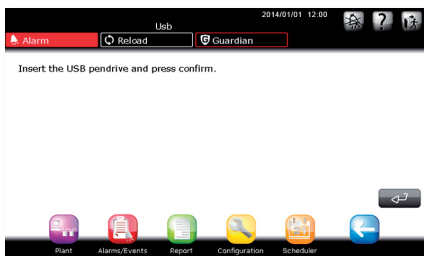 2014/01/01 12:00
Usb
Alarm Reload Guardian
Insert the USB pendrive and press confirm.
Plant Alarms/Events Report Configuration Scheduler